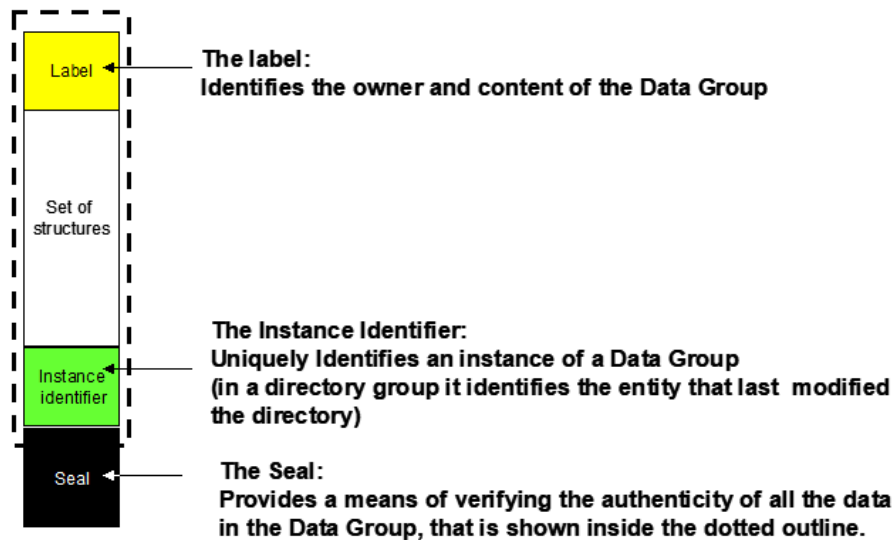 Label
The label:
Identifies the owner and content of the Data Group
Set of
structures
Instance
identifier
The Instance Identifier:
Uniquely Identifies an instance of a Data Group
(in a directory group it identifies the entity that last modified
the directory)
Seal
The Seal:
Provides a means of verifying the authenticity of all the data
in the Data Group, that is shown inside the dotted outline.